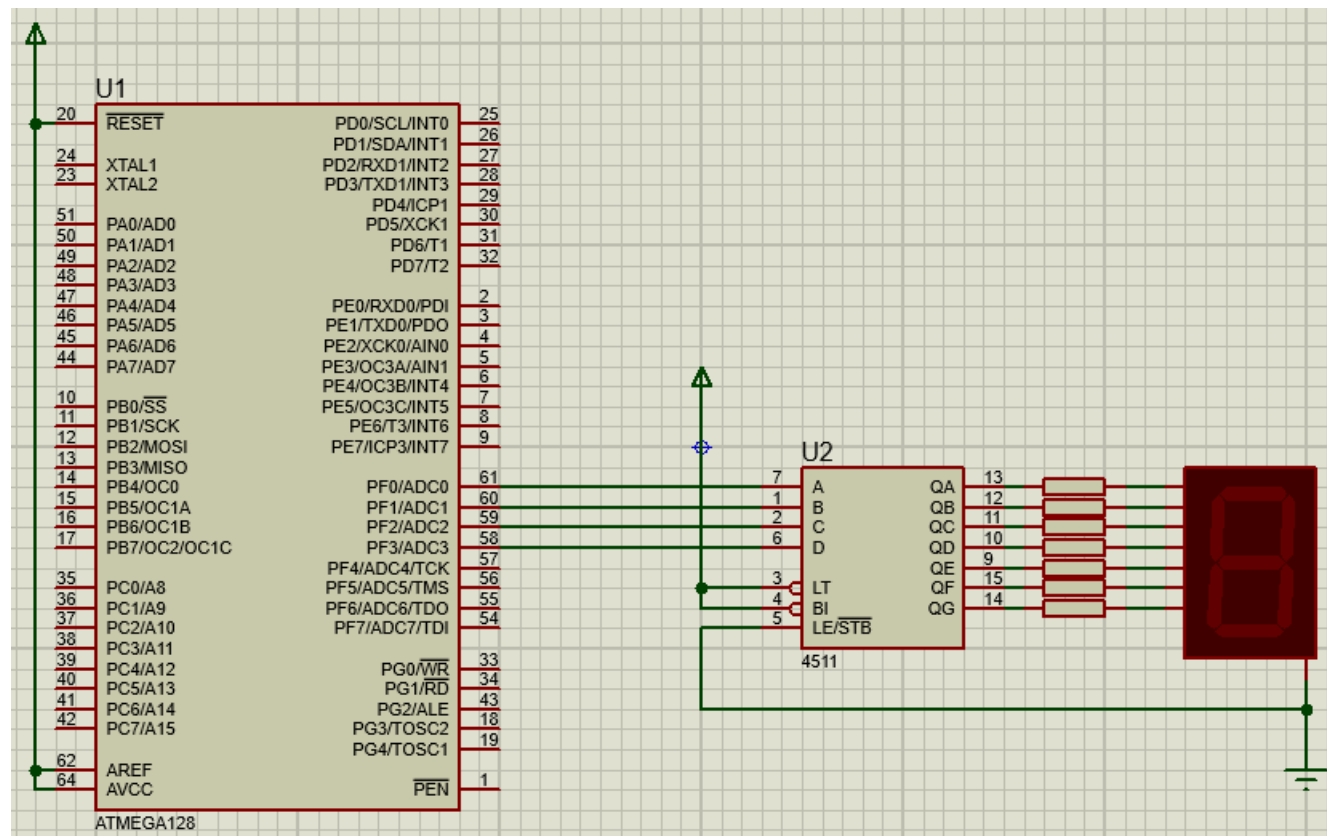 U1
20 RESET PD0/SCL/INT0 25
PD1/SDA/INT1 26
24 XTAL1 PD2/RXD1/INT2 27
23 XTAL2 PD3/TXD1/INT3 28
PD4/ICP1 29
51 PA0/AD0 PD5/XCK1 30
50 PA1/AD1 PD6/T1 31
49 PA2/AD2 PD7/T2 32
48 PA3/AD3
47 PA4/AD4 PE0/RXD0/PDI 2
46 PA5/AD5 PE1/TXD0/PDO 3
45 PA6/AD6 PE2/XCK0/AIN0 4
44 PA7/AD7 PE3/OC3A/AIN1 5
PE4/OC3B/INT4 6
10 PB0/SS PE5/OC3C/INT5 7
11 PB1/SCK PE6/T3/INT6 8
12 PB2/MOSI PE7/ICP3/INT7 9
13 PB3/MISO
14 PB4/OC0 PF0/ADC0 61
15 PB5/OC1A PF1/ADC1 60
16 PB6/OC1B PF2/ADC2 59
17 PB7/OC2/OC1C PF3/ADC3 58
PF4/ADC4/TCK 57
35 PC0/A8 PF5/ADC5/TMS 56
36 PC1/A9 PF6/ADC6/TDO 55
37 PC2/A10 PF7/ADC7/TDI 54
38 PC3/A11
39 PC4/A12 PG0/WR 33
40 PC5/A13 PG1/RD 34
41 PC6/A14 PG2/ALE 43
42 PC7/A15 PG3/TOSC2 18
PG4/TOSC1 19
62 AREF
64 AVCC PEN 1
ATMEGA128
U2
7 A QA 13
1 B QB 12
2 C QC 11
6 D QD 10
QE 9
3 LT QF 15
4 BI QG 14
5 LE/STB
4511